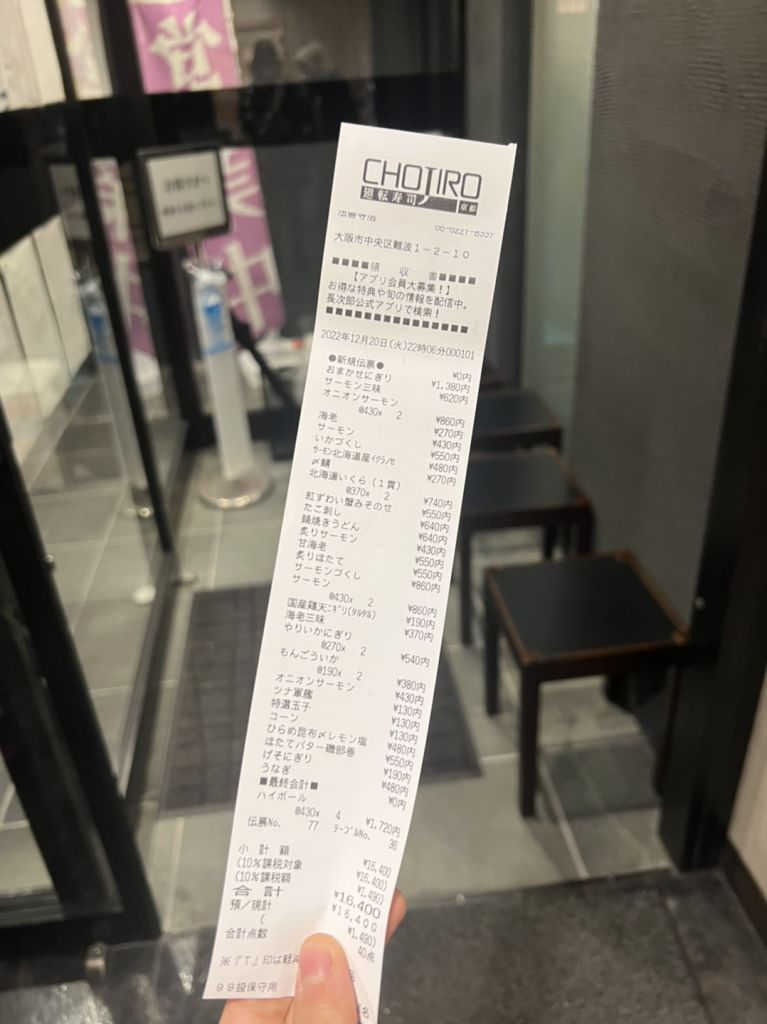 党
CHOJIRO
廻転寿司 京都
法善寺店
大阪市中央区難波1-2-10
■■■■領 収 書■■■■
【アプリ会員大募集!】
お得な特典や旬の情報を配信中。
長次郎公式アプリで検索!
■■■■■■■■■■■■■■■
2022年12月20日(火)22時06分000101
●新規伝票● ¥0内
おまかせにぎり ¥1,380内
サーモン三昧 ¥620内
オニオンサーモン
@430x 2 ¥860内
海老 ¥270内
サーモン ¥430内
いかづくし ¥550内
サーモン北海道産イクラノセ ¥480内
〆鯖 ¥270内
北海道いくら(1貫)
@370x 2 ¥740内
紅ずわい蟹みそのせ ¥550内
たこ刺し ¥640内
鍋焼きうどん ¥640内
炙りサーモン ¥430内
甘海老 ¥550内
炙りほたて ¥550内
サーモンづくし ¥860内
サーモン
@430x 2 ¥860内
国産鶏天ニギリ(タルタル) ¥190内
海老三昧 ¥370内
やりいかにぎり
@270x 2 ¥540内
もんごういか
@190x 2 ¥380内
オニオンサーモン ¥430内
ツナ軍艦 ¥130内
特選玉子 ¥130内
コーン ¥130内
ひらめ昆布〆レモン塩 ¥480内
ほたてバター磯部巻 ¥550内
げそにぎり ¥190内
うなぎ ¥480内
■最終会計■ ¥0内
ハイボール
@430x 4 ¥1,720内
伝票No. 77 テーブルNo. 36
小 計 額 ¥16,400
(10%課税対象 ¥16,400)
(10%課税額 ¥1,490)
合 計 ¥16,400
預/現計 ¥16,400
( ¥1,490)
合計点数 40点
※『T』印は軽減
99扱保守用